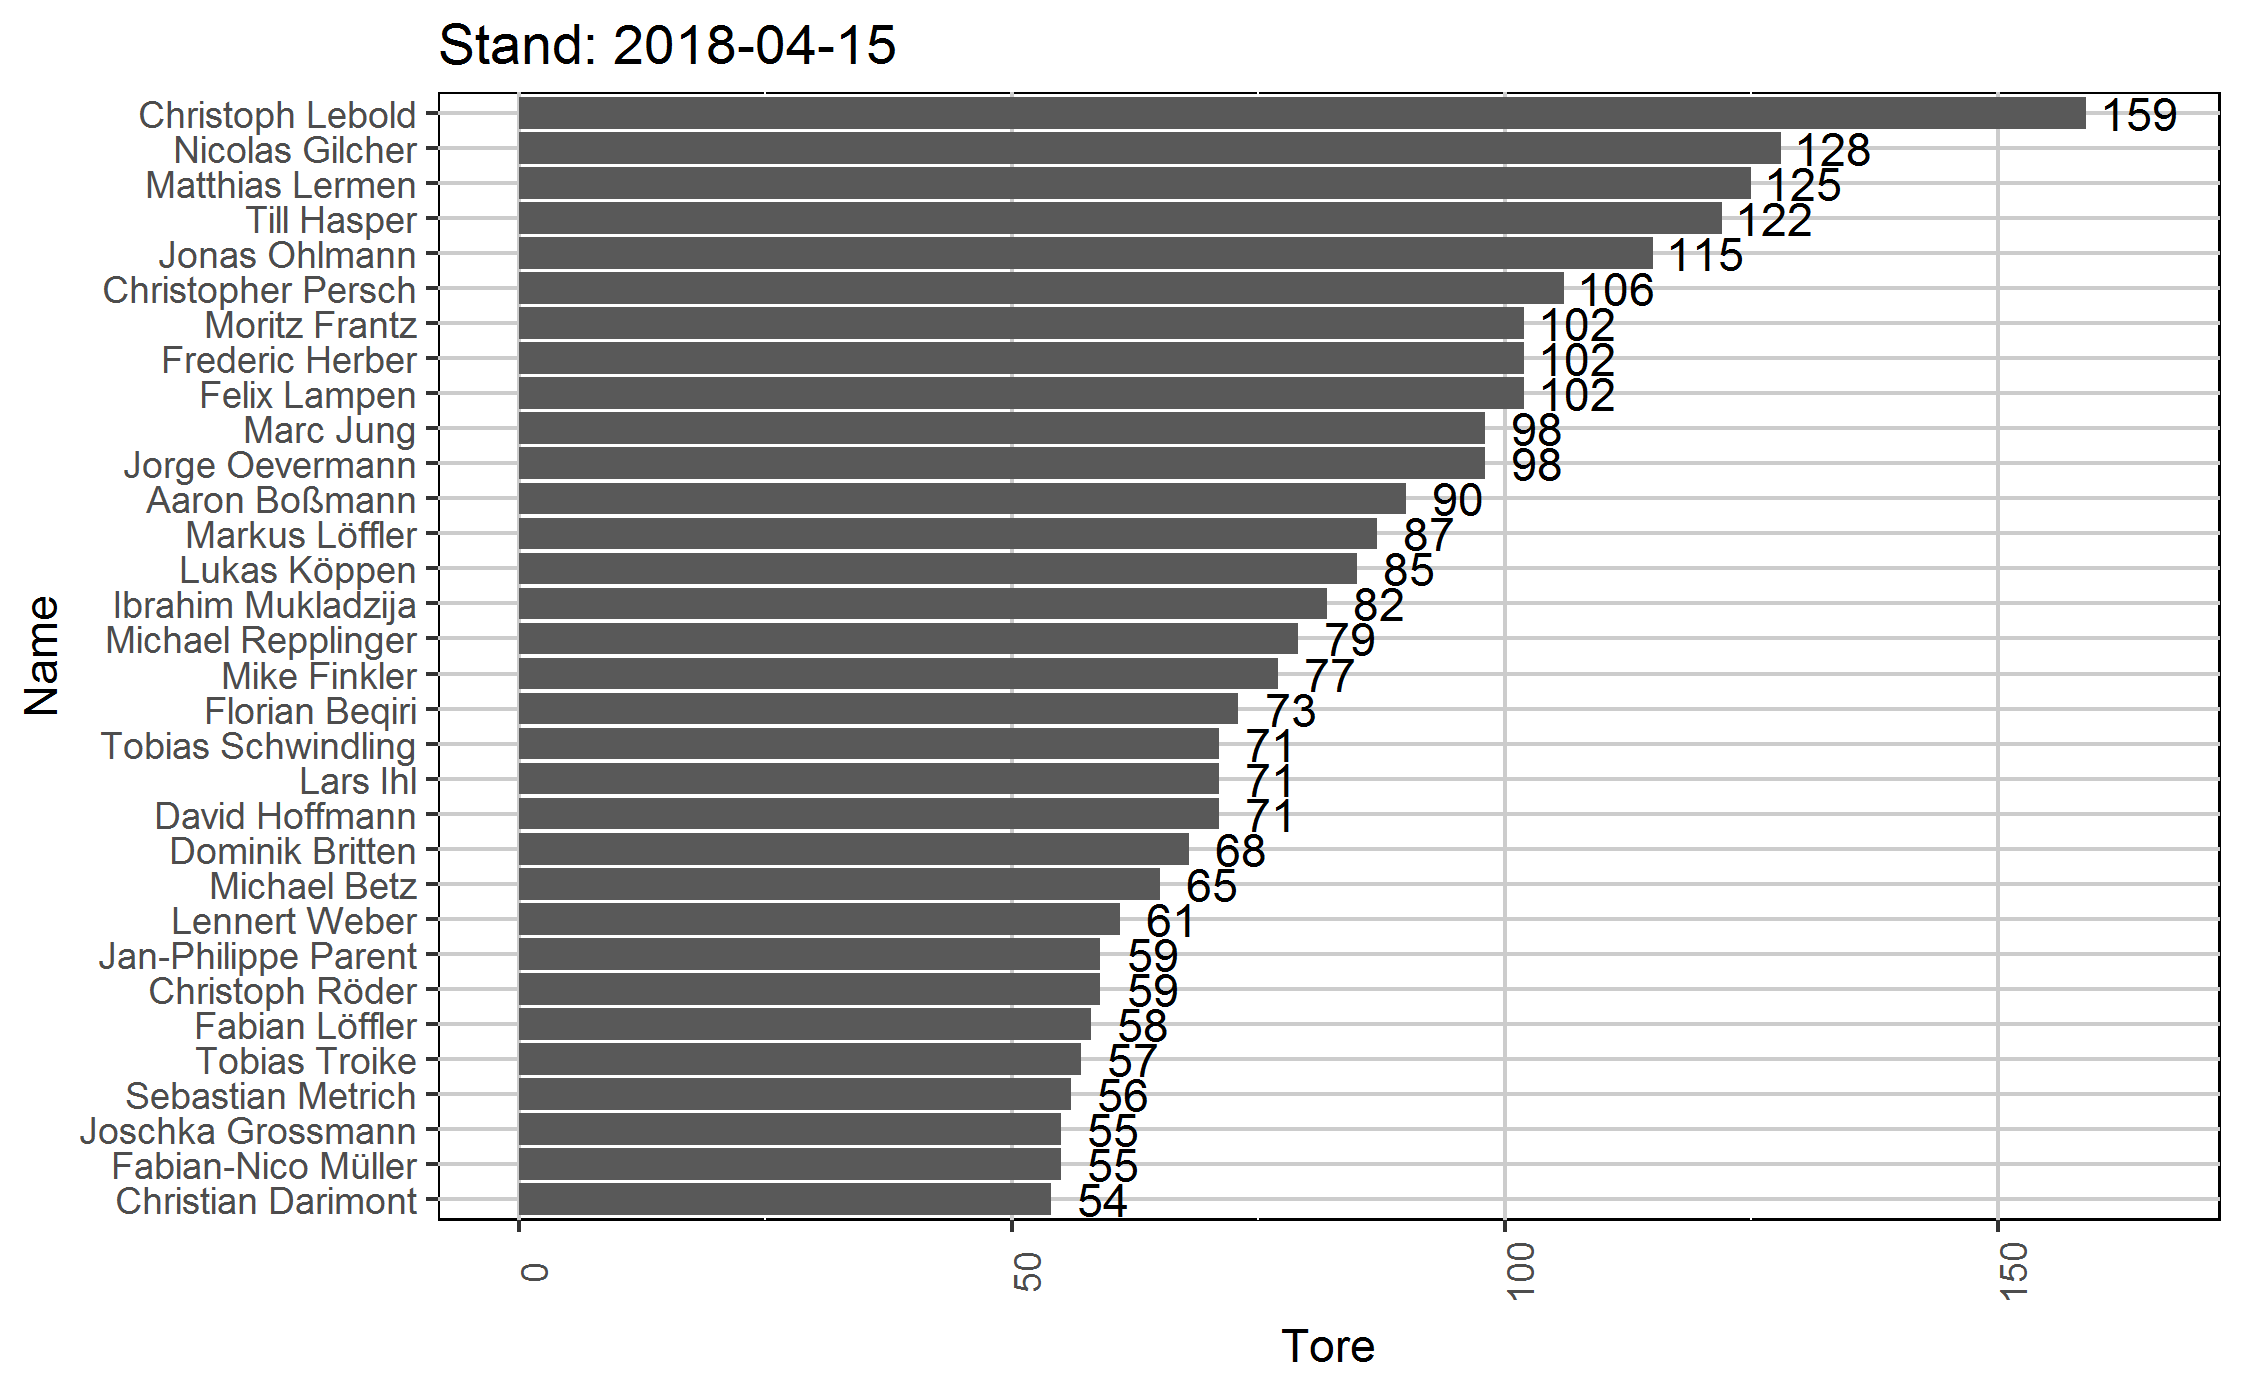 Stand: 2018-04-15
Name
Christoph Lebold 159
Nicolas Gilcher 128
Matthias Lermen 125
Till Hasper 122
Jonas Ohlmann 115
Christopher Persch 106
Moritz Frantz 102
Frederic Herber 102
Felix Lampen 102
Marc Jung 98
Jorge Oevermann 98
Aaron Boßmann 90
Markus Löffler 87
Lukas Köppen 85
Ibrahim Mukladzija 82
Michael Repplinger 79
Mike Finkler 77
Florian Beqiri 73
Tobias Schwindling 71
Lars Ihl 71
David Hoffmann 71
Dominik Britten 68
Michael Betz 65
Lennert Weber 61
Jan-Philippe Parent 59
Christoph Röder 59
Fabian Löffler 58
Tobias Troike 57
Sebastian Metrich 56
Joschka Grossmann 55
Fabian-Nico Müller 55
Christian Darimont 54
0 50 100 150
Tore